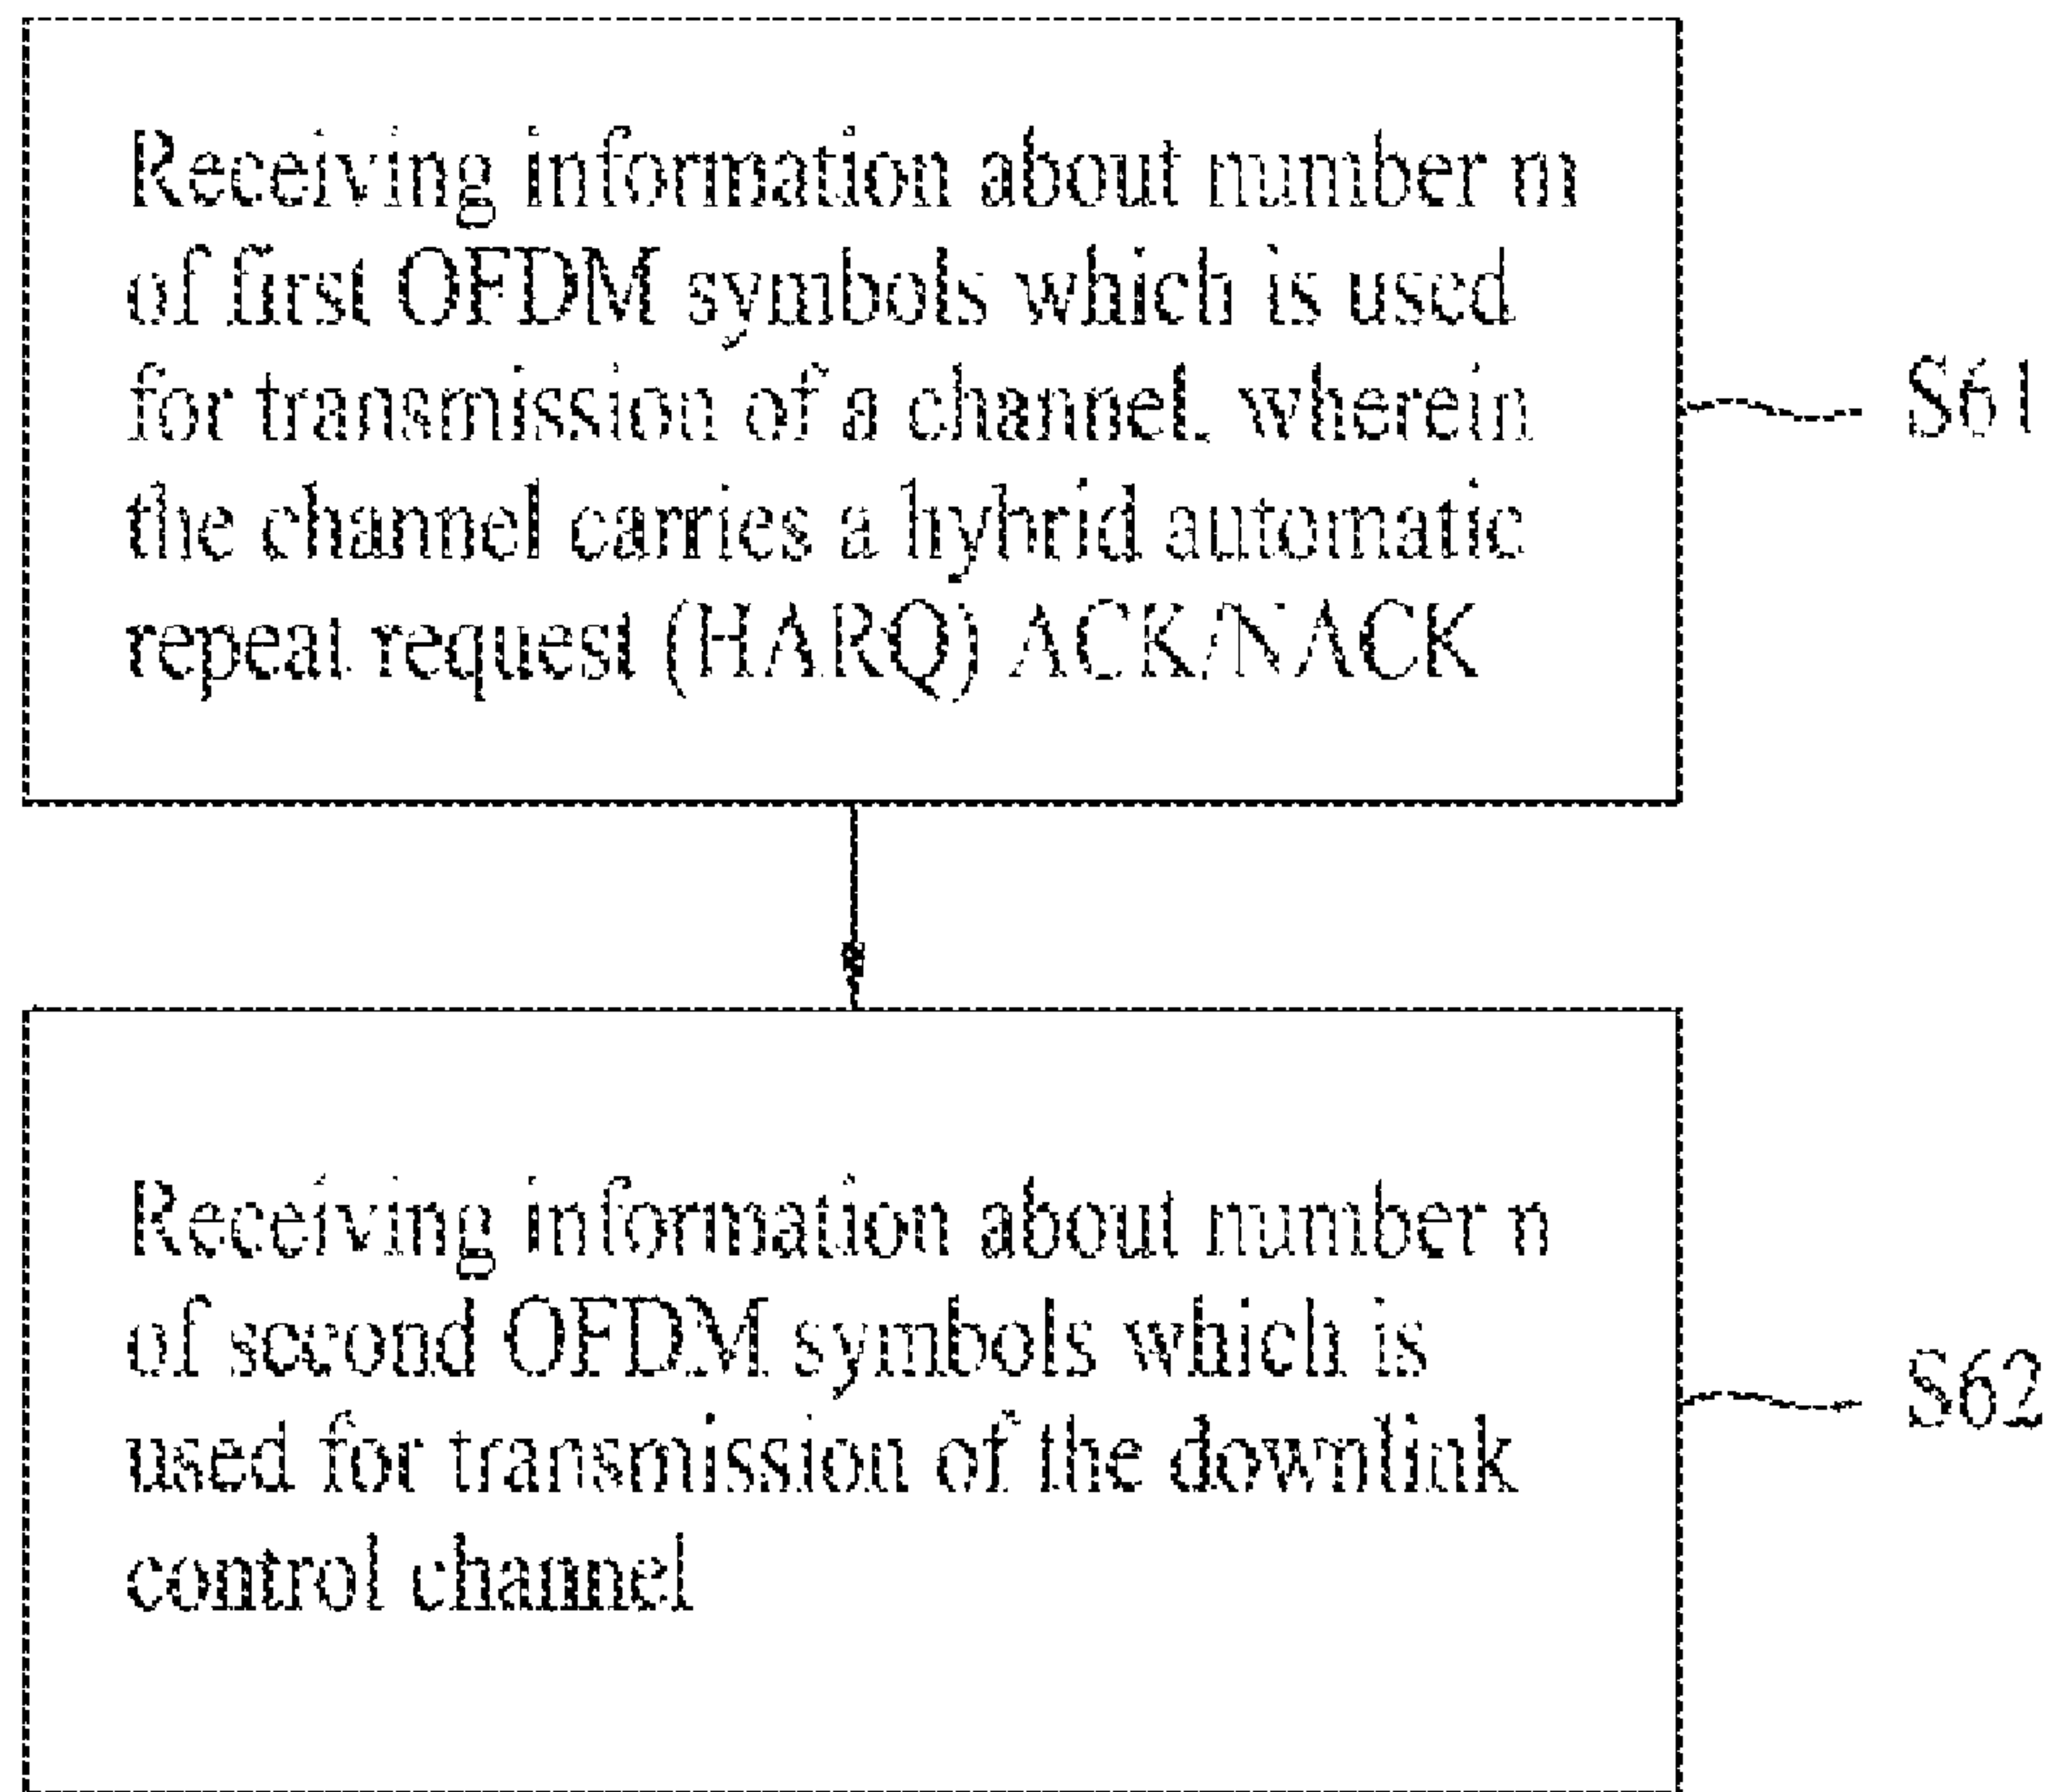 Receiving information about number m
of first OFDM symbols which is used
for transmission of a channel, wherein
the channel carries a hybrid automatic
repeat request (HARQ) ACK/NACK
S61
Receiving information about number n
of second OFDM symbols which is
used for transmission of the downlink
control channel
S62